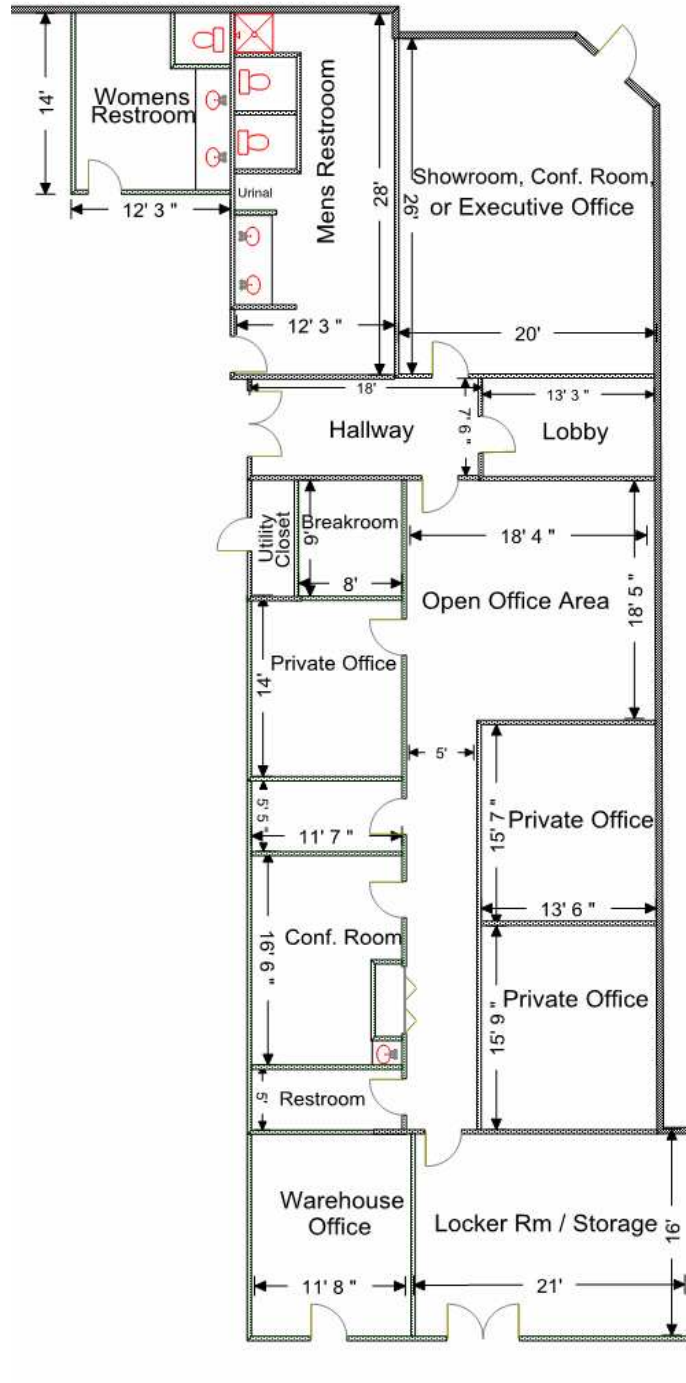 14'
Womens
Restroom
12' 3 "
Urinal
Mens Restrooom
28'
12' 3 "
26'
Showroom, Conf. Room,
or Executive Office
20'
18'
Hallway
7' 6 "
13' 3 "
Lobby
Utility
Closet
9'
Breakroom
8'
18' 4 "
Open Office Area
18' 5 "
Private Office
14'
5'
5' 5 "
11' 7 "
15' 7 "
Private Office
13' 6 "
Conf. Room
16' 6 "
Private Office
15' 9 "
5'
Restroom
Warehouse
Office
11' 8 "
Locker Rm / Storage
16'
21'